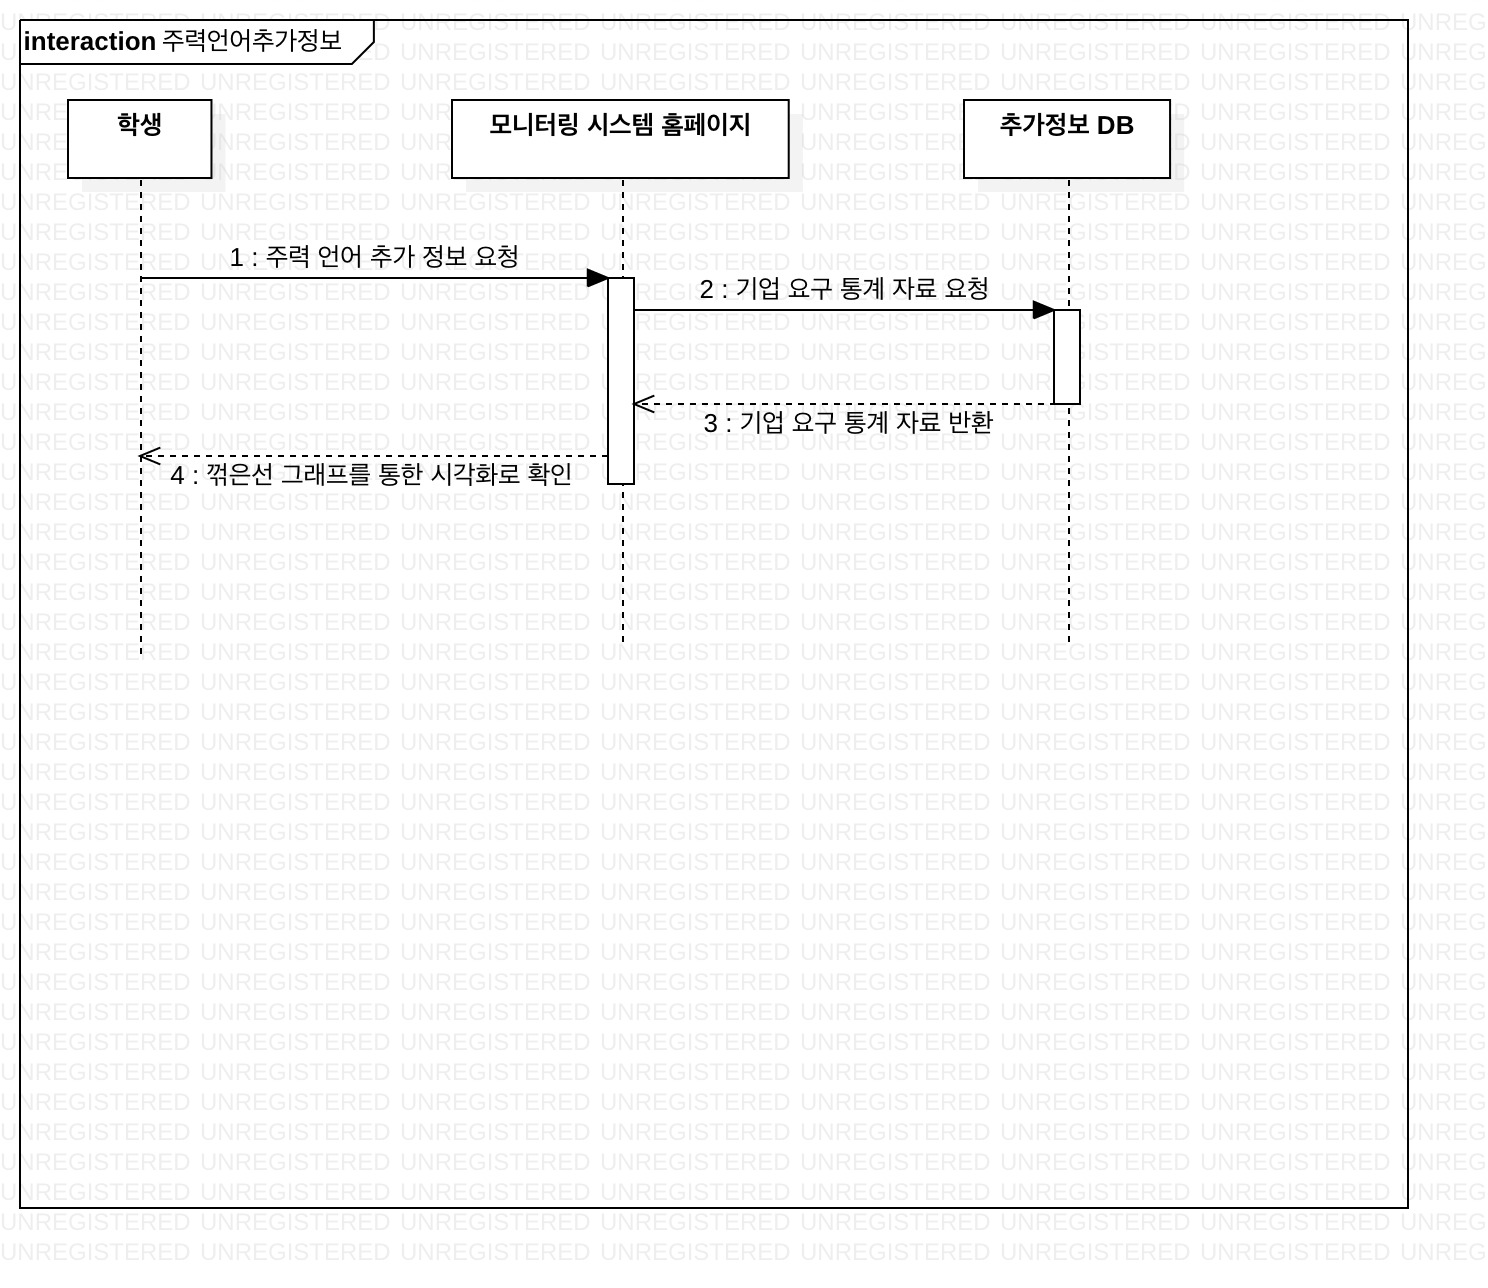 interaction 주력언어추가정보
학생
모니터링 시스템 홈페이지
추가정보 DB
1 : 주력 언어 추가 정보 요청
2 : 기업 요구 통계 자료 요청
3 : 기업 요구 통계 자료 반환
4 : 꺾은선 그래프를 통한 시각화로 확인
UNREGISTERED